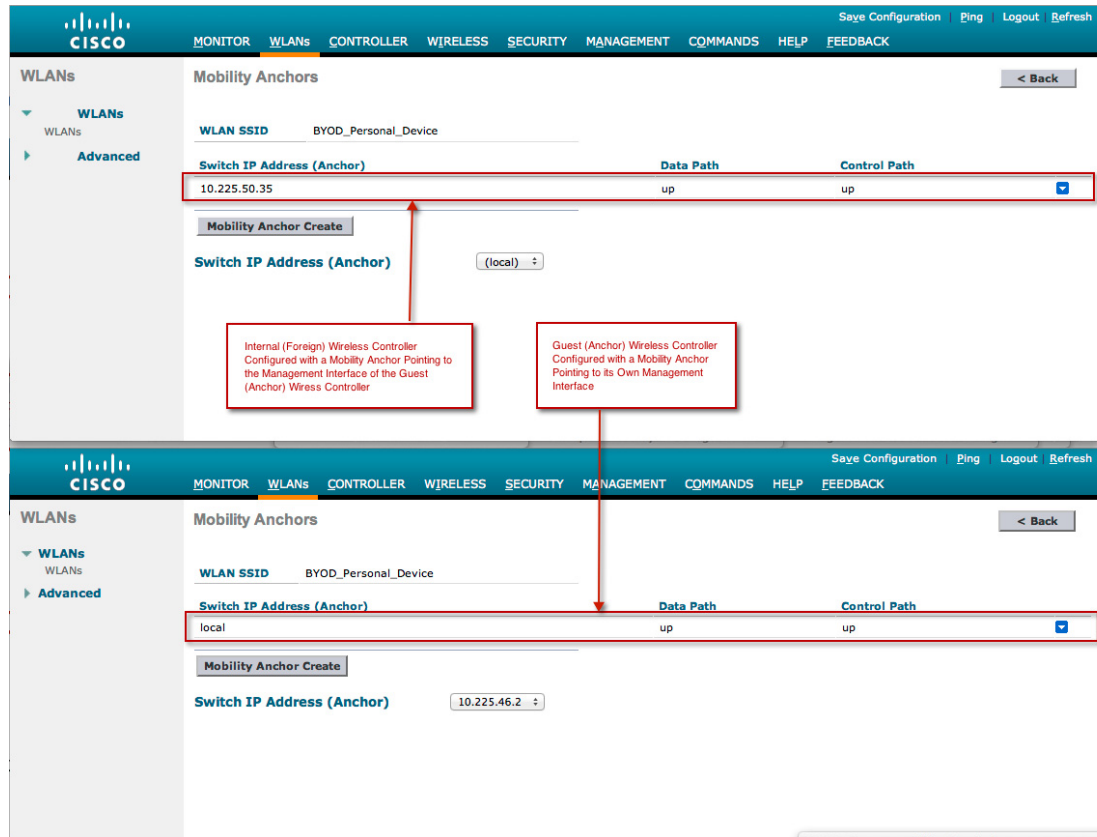 Save Configuration Ping Logout Refresh
CISCO MONITOR WLANs CONTROLLER WIRELESS SECURITY MANAGEMENT COMMANDS HELP FEEDBACK
WLANs
Mobility Anchors
< Back
WLANs
WLANs
Advanced
WLAN SSID BYOD_Personal_Device
Switch IP Address (Anchor) Data Path Control Path
10.225.50.35 up up
Mobility Anchor Create
Switch IP Address (Anchor) (local)
Internal (Foreign) Wireless Controller
Configured with a Mobility Anchor Pointing to
the Management Interface of the Guest
(Anchor) Wiress Controller
Guest (Anchor) Wireless Controller
Configured with a Mobility Anchor
Pointing to its Own Management
Interface
Save Configuration Ping Logout Refresh
CISCO MONITOR WLANs CONTROLLER WIRELESS SECURITY MANAGEMENT COMMANDS HELP FEEDBACK
WLANs
Mobility Anchors
< Back
WLANs
WLANs
Advanced
WLAN SSID BYOD_Personal_Device
Switch IP Address (Anchor) Data Path Control Path
local up up
Mobility Anchor Create
Switch IP Address (Anchor) 10.225.46.2